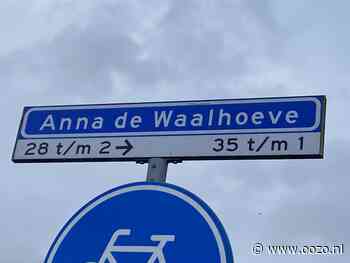 Anna de Waalhoeve
28 t/m 2→ 35 t/m 1
www.oozo.nl